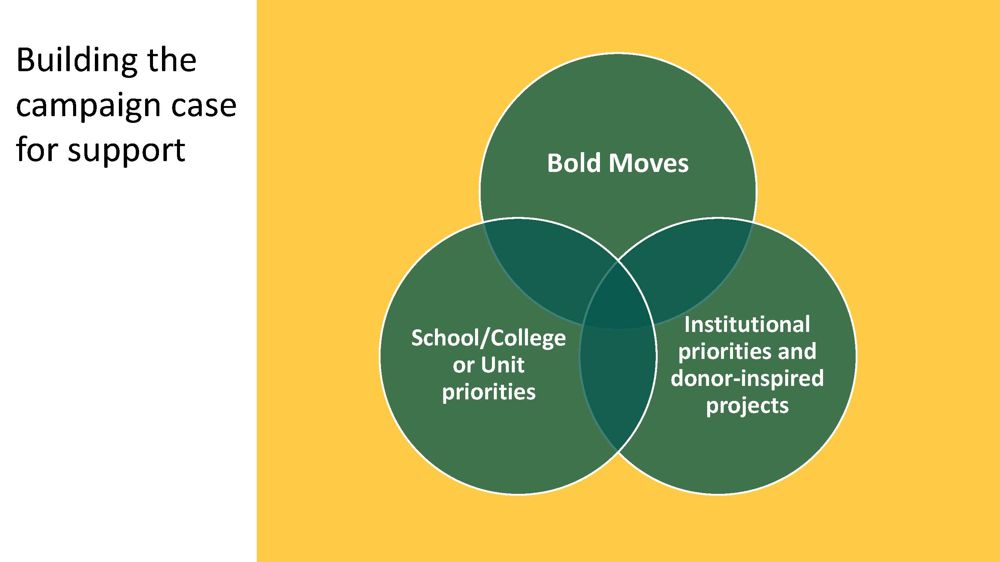 Building the
campaign case
for support
Bold Moves
School/College
or Unit
priorities
Institutional
priorities and
donor-inspired
projects